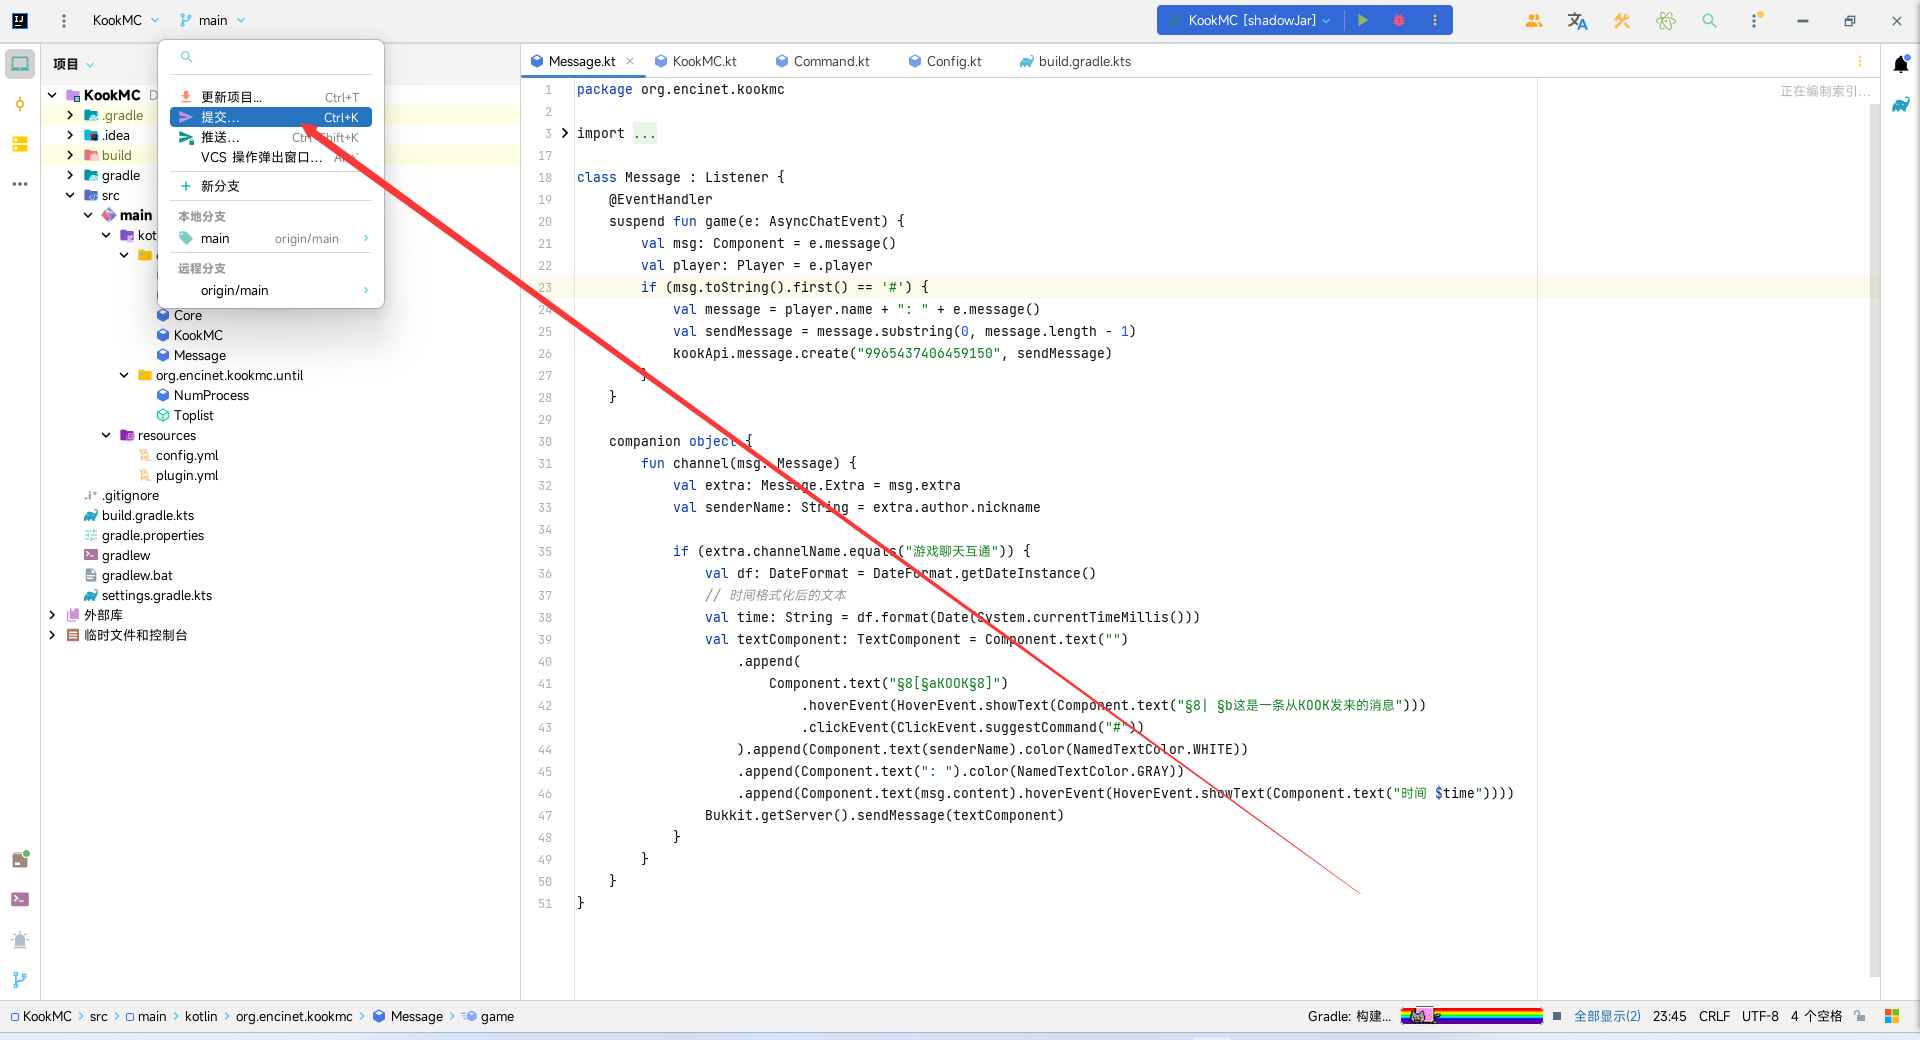 KookMC
main
KookMC [shadowJar]
项目
Message.kt
KookMC.kt
Command.kt
Config.kt
build.gradle.kts
正在编制索引...
更新项目... Ctrl+T
提交... Ctrl+K
推送...
VCS 操作弹出窗口...
新分支
本地分支
main origin/main
远程分支
origin/main
KookMC
.gradle
.idea
build
gradle
src
main
Core
KookMC
Message
org.encinet.kookmc.until
NumProcess
Toplist
resources
config.yml
plugin.yml
.gitignore
build.gradle.kts
gradle.properties
gradlew
gradlew.bat
settings.gradle.kts
外部库
临时文件和控制台
1 package org.encinet.kookmc
2
3 import ...
17
18 class Message : Listener {
19 @EventHandler
20 suspend fun game(e: AsyncChatEvent) {
21 val msg: Component = e.message()
22 val player: Player = e.player
23 if (msg.toString().first() == '#') {
24 val message = player.name + ": " + e.message()
25 val sendMessage = message.substring(0, message.length - 1)
26 kookApi.message.create("9965437406459150", sendMessage)
27 }
28 }
29
30 companion object {
31 fun channel(msg: Message) {
32 val extra: Message.Extra = msg.extra
33 val senderName: String = extra.author.nickname
34
35 if (extra.channelName.equals("游戏聊天互通")) {
36 val df: DateFormat = DateFormat.getDateInstance()
37 // 时间格式化后的文本
38 val time: String = df.format(Date(System.currentTimeMillis()))
39 val textComponent: TextComponent = Component.text("")
40 .append(
41 Component.text("§8[§aKOOK§8]")
42 .hoverEvent(HoverEvent.showText(Component.text("§8| §b这是一条从KOOK发来的消息")))
43 .clickEvent(ClickEvent.suggestCommand("#"))
44 ).append(Component.text(senderName).color(NamedTextColor.WHITE))
45 .append(Component.text(": ").color(NamedTextColor.GRAY))
46 .append(Component.text(msg.content).hoverEvent(HoverEvent.showText(Component.text("时间 $time"))))
47 Bukkit.getServer().sendMessage(textComponent)
48 }
49 }
50 }
51 }
KookMC > src > main > kotlin > org.encinet.kookmc > Message > game
Gradle: 构建...
全部显示(2)
23:45
CRLF
UTF-8
4 个空格